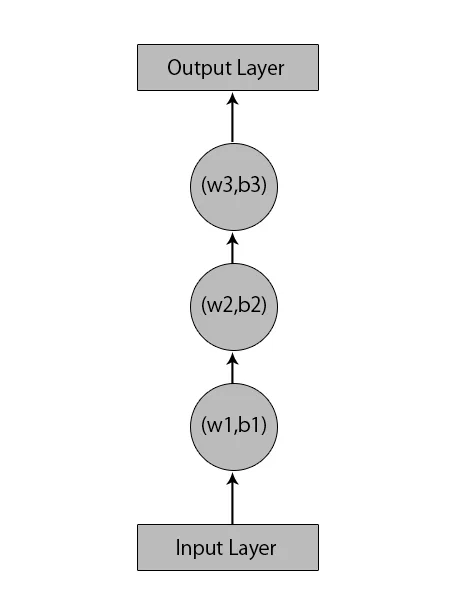 Output Layer
(w3,b3)
(w2,b2)
(w1,b1)
Input Layer